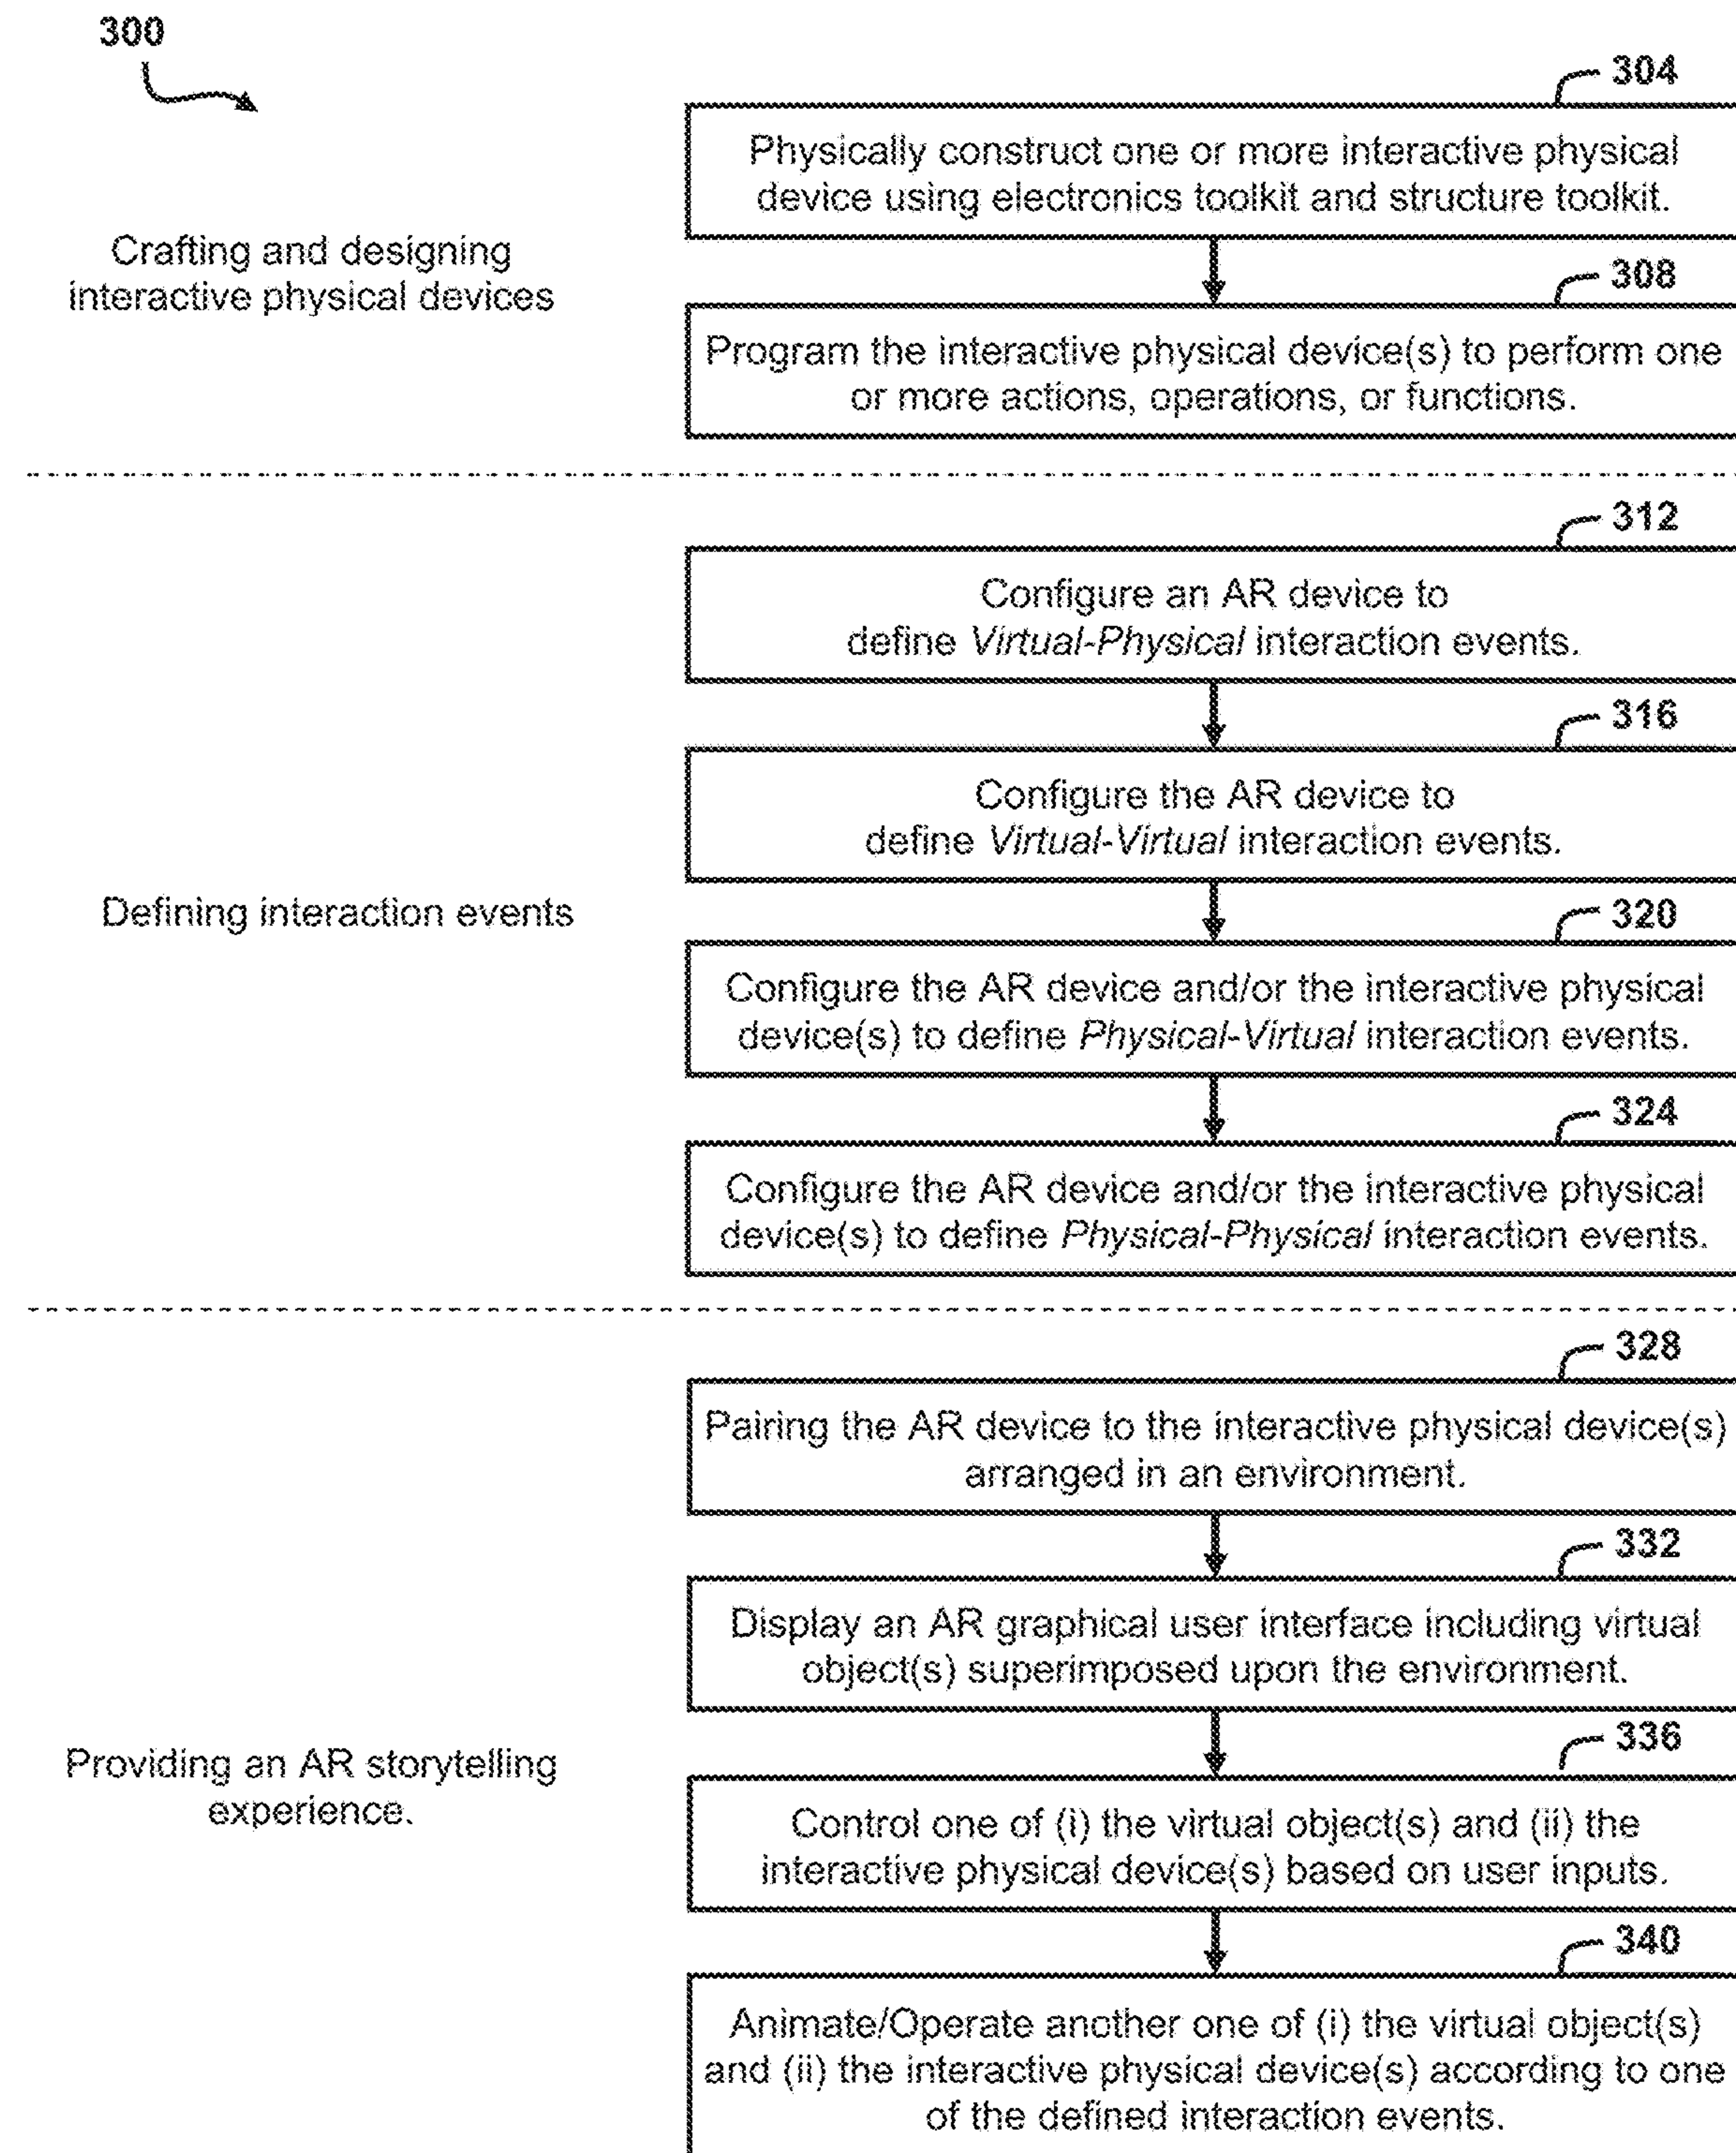 300
304
Physically construct one or more interactive physical
device using electronics toolkit and structure toolkit.
Crafting and designing
interactive physical devices
308
Program the interactive physical device(s) to perform one
or more actions, operations, or functions.
312
Configure an AR device to
define Virtual-Physical interaction events.
316
Configure the AR device to
define Virtual-Virtual interaction events.
Defining interaction events
320
Configure the AR device and/or the interactive physical
device(s) to define Physical-Virtual interaction events.
324
Configure the AR device and/or the interactive physical
device(s) to define Physical-Physical interaction events.
328
Pairing the AR device to the interactive physical device(s)
arranged in an environment.
332
Display an AR graphical user interface including virtual
object(s) superimposed upon the environment.
Providing an AR storytelling
experience.
336
Control one of (i) the virtual object(s) and (ii) the
interactive physical device(s) based on user inputs.
340
Animate/Operate another one of (i) the virtual object(s)
and (ii) the interactive physical device(s) according to one
of the defined interaction events.